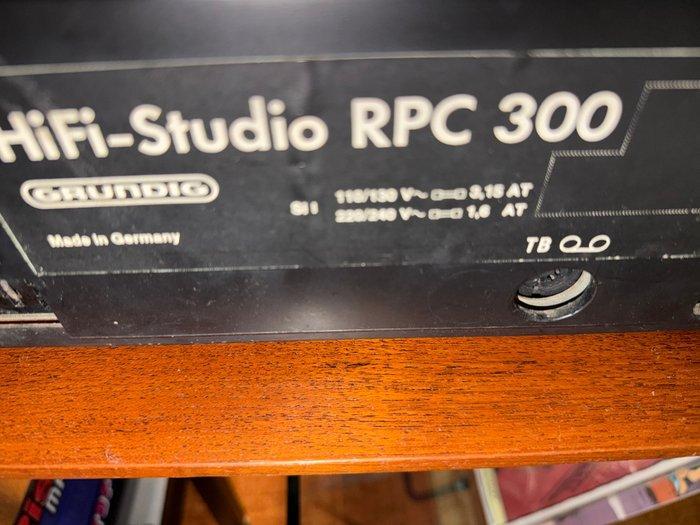 HiFi-Studio RPC 300
GRUNDIG
Made in Germany
SI I
110/130 V~ 3,15 AT
220/240 V~ 1,6 AT
TB